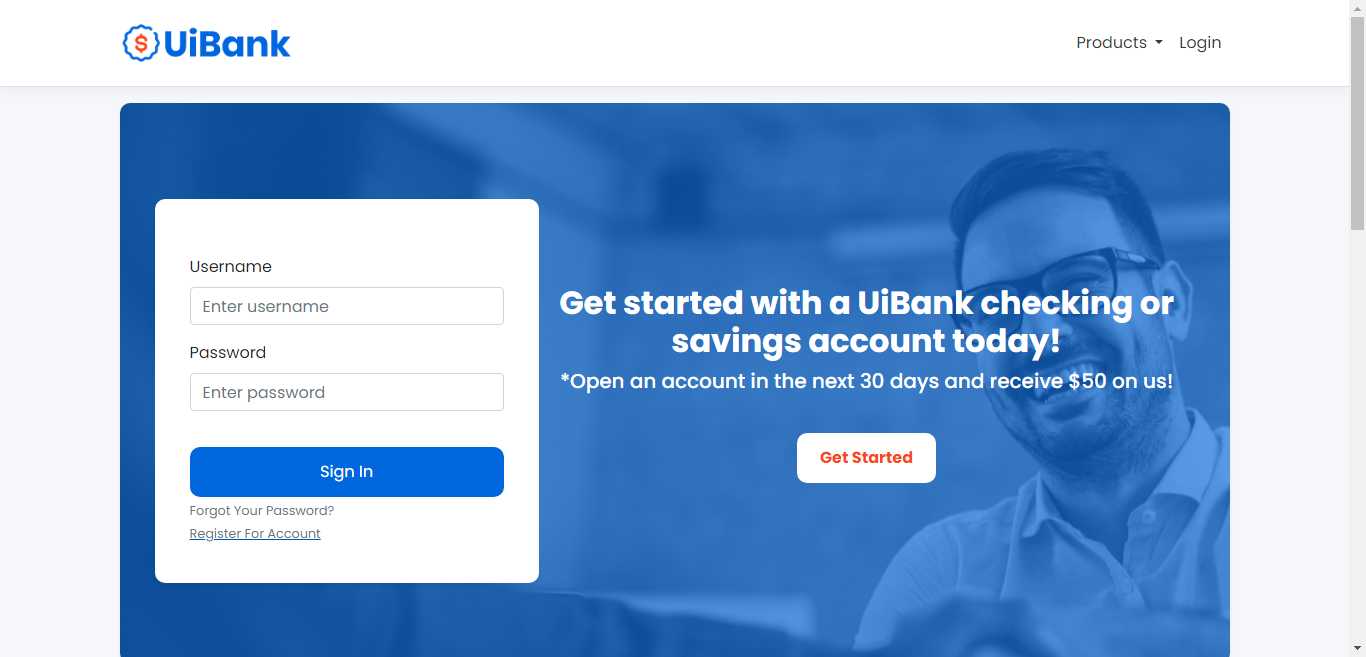 $ UiBank
Products
Login
Username
Enter username
Password
Enter password
Sign In
Forgot Your Password?
Register For Account
Get started with a UiBank checking or
savings account today!
*Open an account in the next 30 days and receive $50 on us!
Get Started